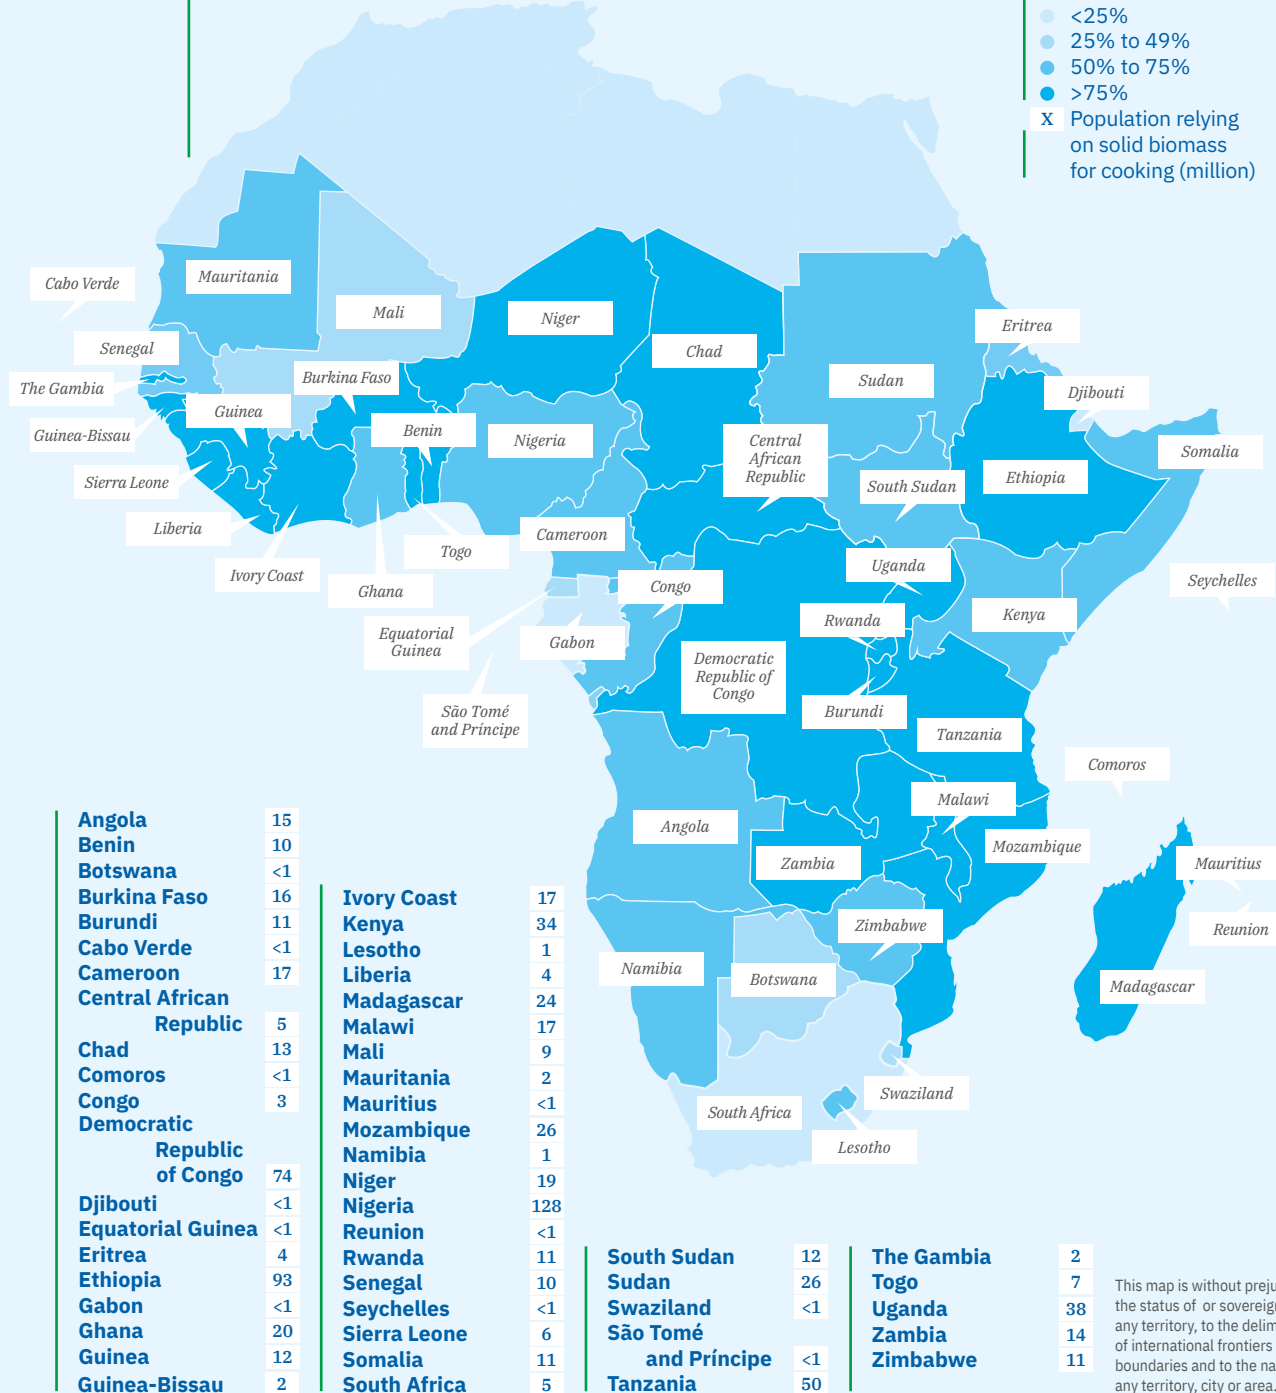 <25%
25% to 49%
50% to 75%
>75%
X Population relying
on solid biomass
for cooking (million)
Cabo Verde
Mauritania
Mali
Niger
Chad
Sudan
Eritrea
Senegal
The Gambia
Burkina Faso
Guinea
Guinea-Bissau
Benin
Nigeria
Central
African
Republic
Djibouti
Somalia
Ethiopia
South Sudan
Sierra Leone
Liberia
Ivory Coast
Togo
Ghana
Cameroon
Uganda
Congo
Kenya
Seychelles
Rwanda
Equatorial
Guinea
Gabon
Democratic
Republic of
Congo
São Tomé
and Príncipe
Burundi
Tanzania
Comoros
Malawi
Angola
Mozambique
Zambia
Mauritius
Zimbabwe
Reunion
Namibia
Botswana
Madagascar
Swaziland
South Africa
Lesotho
Angola 15
Benin 10
Botswana <1
Burkina Faso 16
Burundi 11
Cabo Verde <1
Cameroon 17
Central African
Republic 5
Chad 13
Comoros <1
Congo 3
Democratic
Republic
of Congo 74
Djibouti <1
Equatorial Guinea <1
Eritrea 4
Ethiopia 93
Gabon <1
Ghana 20
Guinea 12
Guinea-Bissau 2
Ivory Coast 17
Kenya 34
Lesotho 1
Liberia 4
Madagascar 24
Malawi 17
Mali 9
Mauritania 2
Mauritius <1
Mozambique 26
Namibia 1
Niger 19
Nigeria 128
Reunion <1
Rwanda 11
Senegal 10
Seychelles <1
Sierra Leone 6
Somalia 11
South Africa 5
South Sudan 12
Sudan 26
Swaziland <1
São Tomé
and Príncipe <1
Tanzania 50
The Gambia 2
Togo 7
Uganda 38
Zambia 14
Zimbabwe 11
This map is without preju
the status of or sovereig
any territory, to the delim
of international frontiers
boundaries and to the na
any territory, city or area.